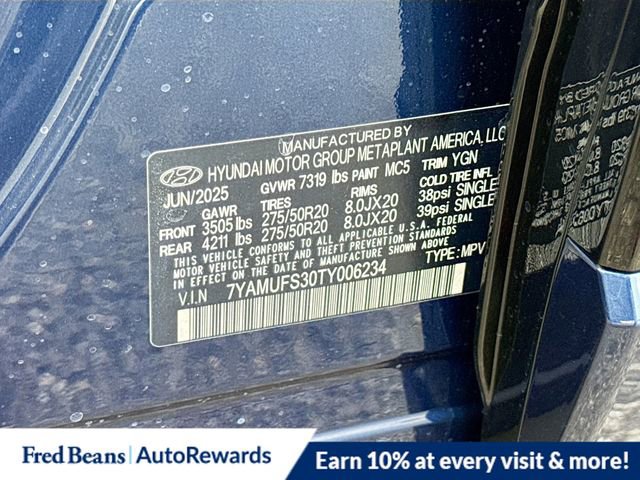 MANUFACTURED BY
HYUNDAI MOTOR GROUP METAPLANT AMERICA, LLC
JUN/2025 GVWR 7319 lbs PAINT MC5 TRIM YGN
GAWR TIRES RIMS COLD TIRE INFL
FRONT 3505 lbs 275/50R20 8.0JX20 38psi SINGLE
REAR 4211 lbs 275/50R20 8.0JX20 39psi SINGLE
THIS VEHICLE CONFORMS TO ALL APPLICABLE U.S.A. FEDERAL
MOTOR VEHICLE SAFETY AND THEFT PREVENTION STANDARDS
IN EFFECT ON THE DATE OF MANUFACTURE SHOWN ABOVE.
V.I.N 7YAMUFS30TY006234 TYPE : MPV
Fred Beans | AutoRewards
Earn 10% at every visit & more!